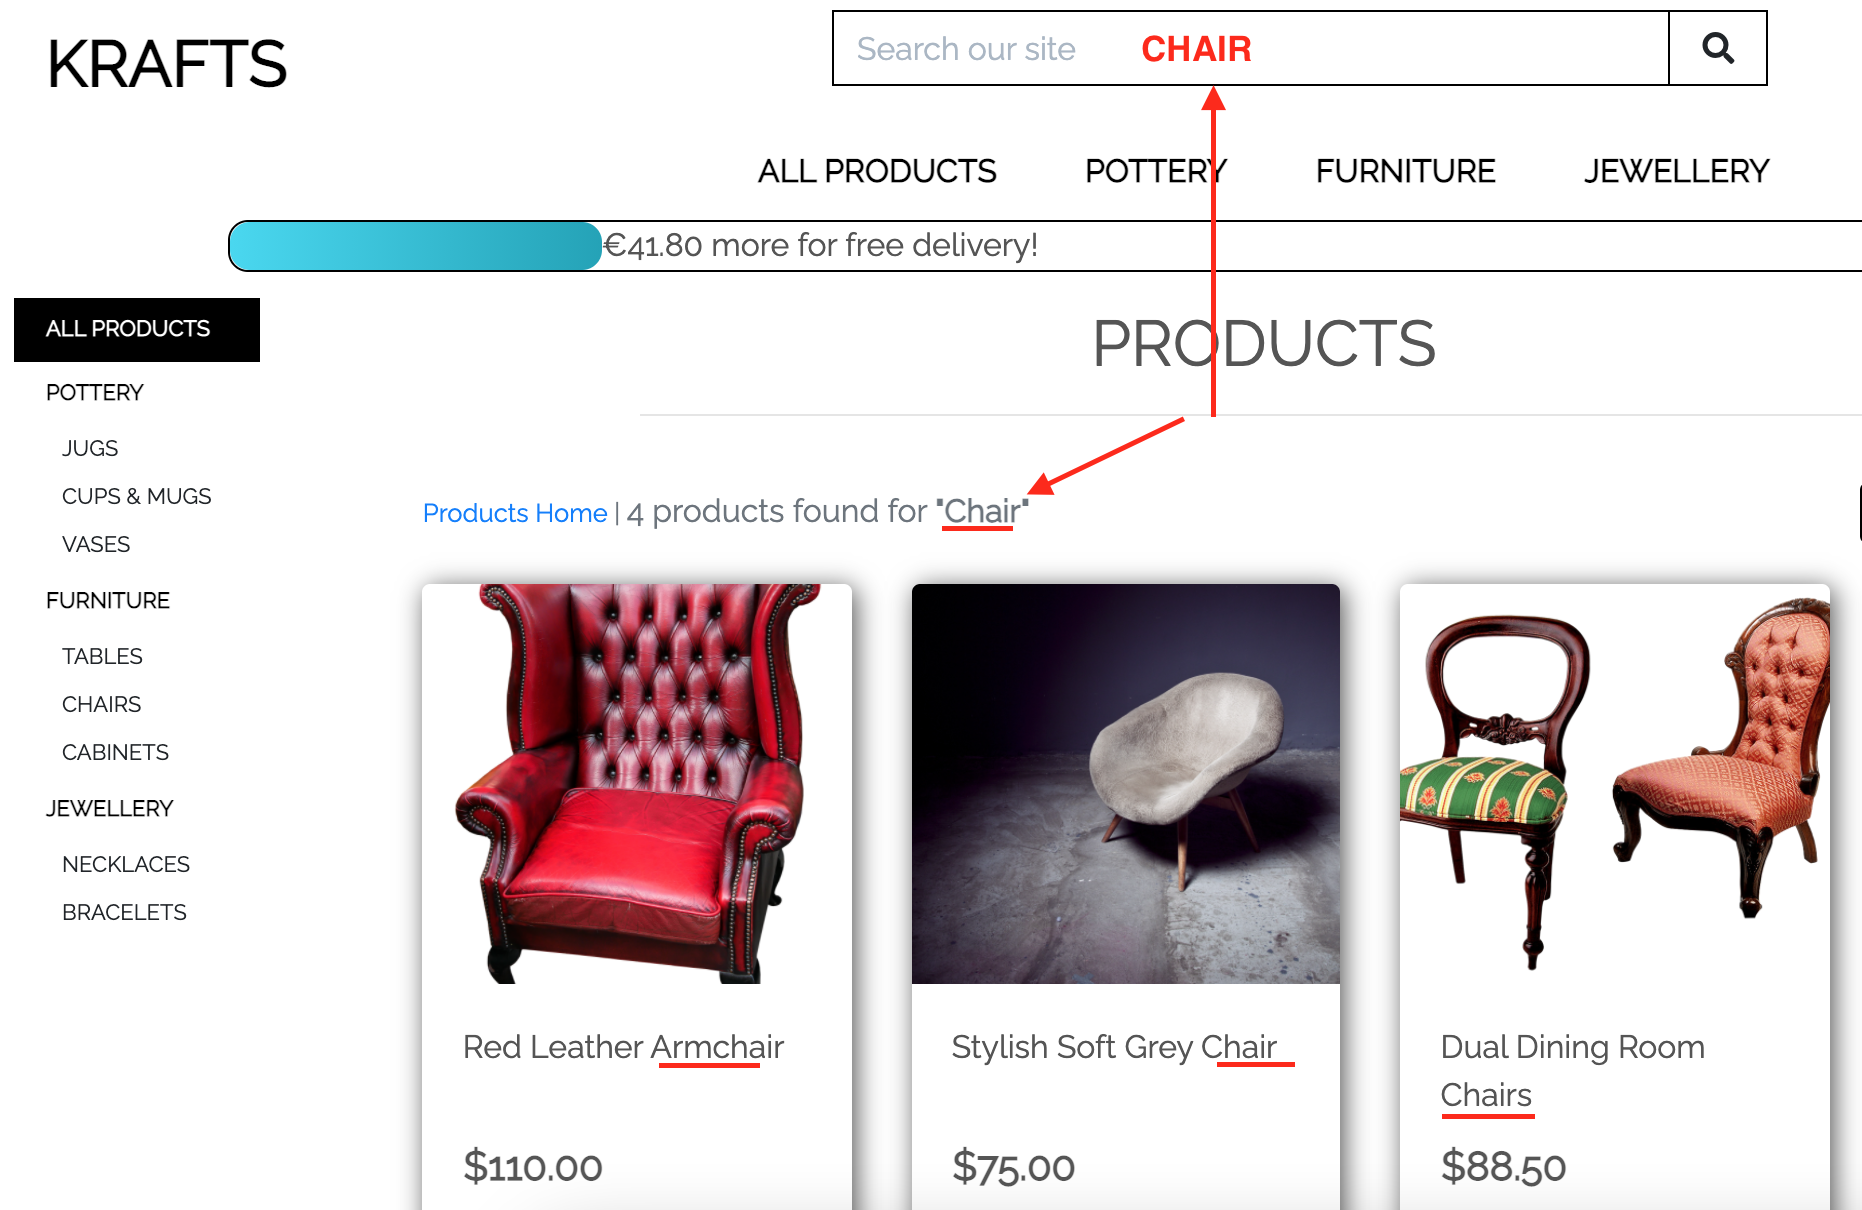 KRAFTS
Search our site CHAIR
ALL PRODUCTS POTTERY FURNITURE JEWELLERY
€41.80 more for free delivery!
ALL PRODUCTS
POTTERY
JUGS
CUPS & MUGS
VASES
FURNITURE
TABLES
CHAIRS
CABINETS
JEWELLERY
NECKLACES
BRACELETS
PRODUCTS
Products Home | 4 products found for "Chair"
Red Leather Armchair
$110.00
Stylish Soft Grey Chair
$75.00
Dual Dining Room
Chairs
$88.50